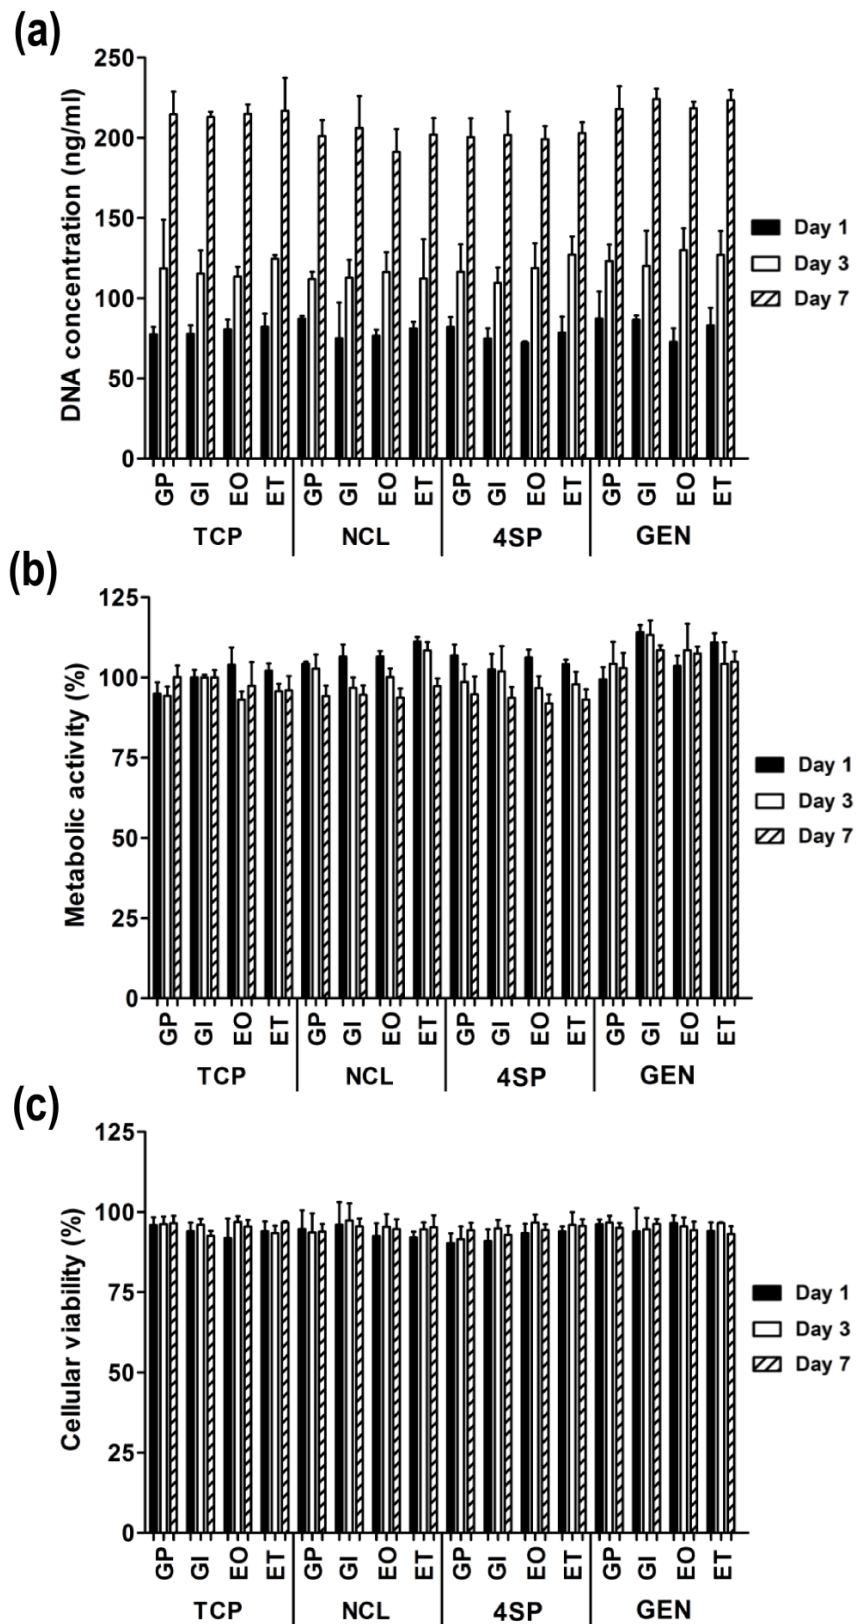 (a)
250
200
150
100
50
0
DNA concentration (ng/ml)
Day 1
Day 3
Day 7
GP GI EO ET GP GI EO ET GP GI EO ET GP GI EO ET
TCP NCL 4SP GEN
(b)
125
100
75
50
25
0
Metabolic activity (%)
Day 1
Day 3
Day 7
GP GI EO ET GP GI EO ET GP GI EO ET GP GI EO ET
TCP NCL 4SP GEN
(c)
125
100
75
50
25
0
Cellular viability (%)
Day 1
Day 3
Day 7
GP GI EO ET GP GI EO ET GP GI EO ET GP GI EO ET
TCP NCL 4SP GEN